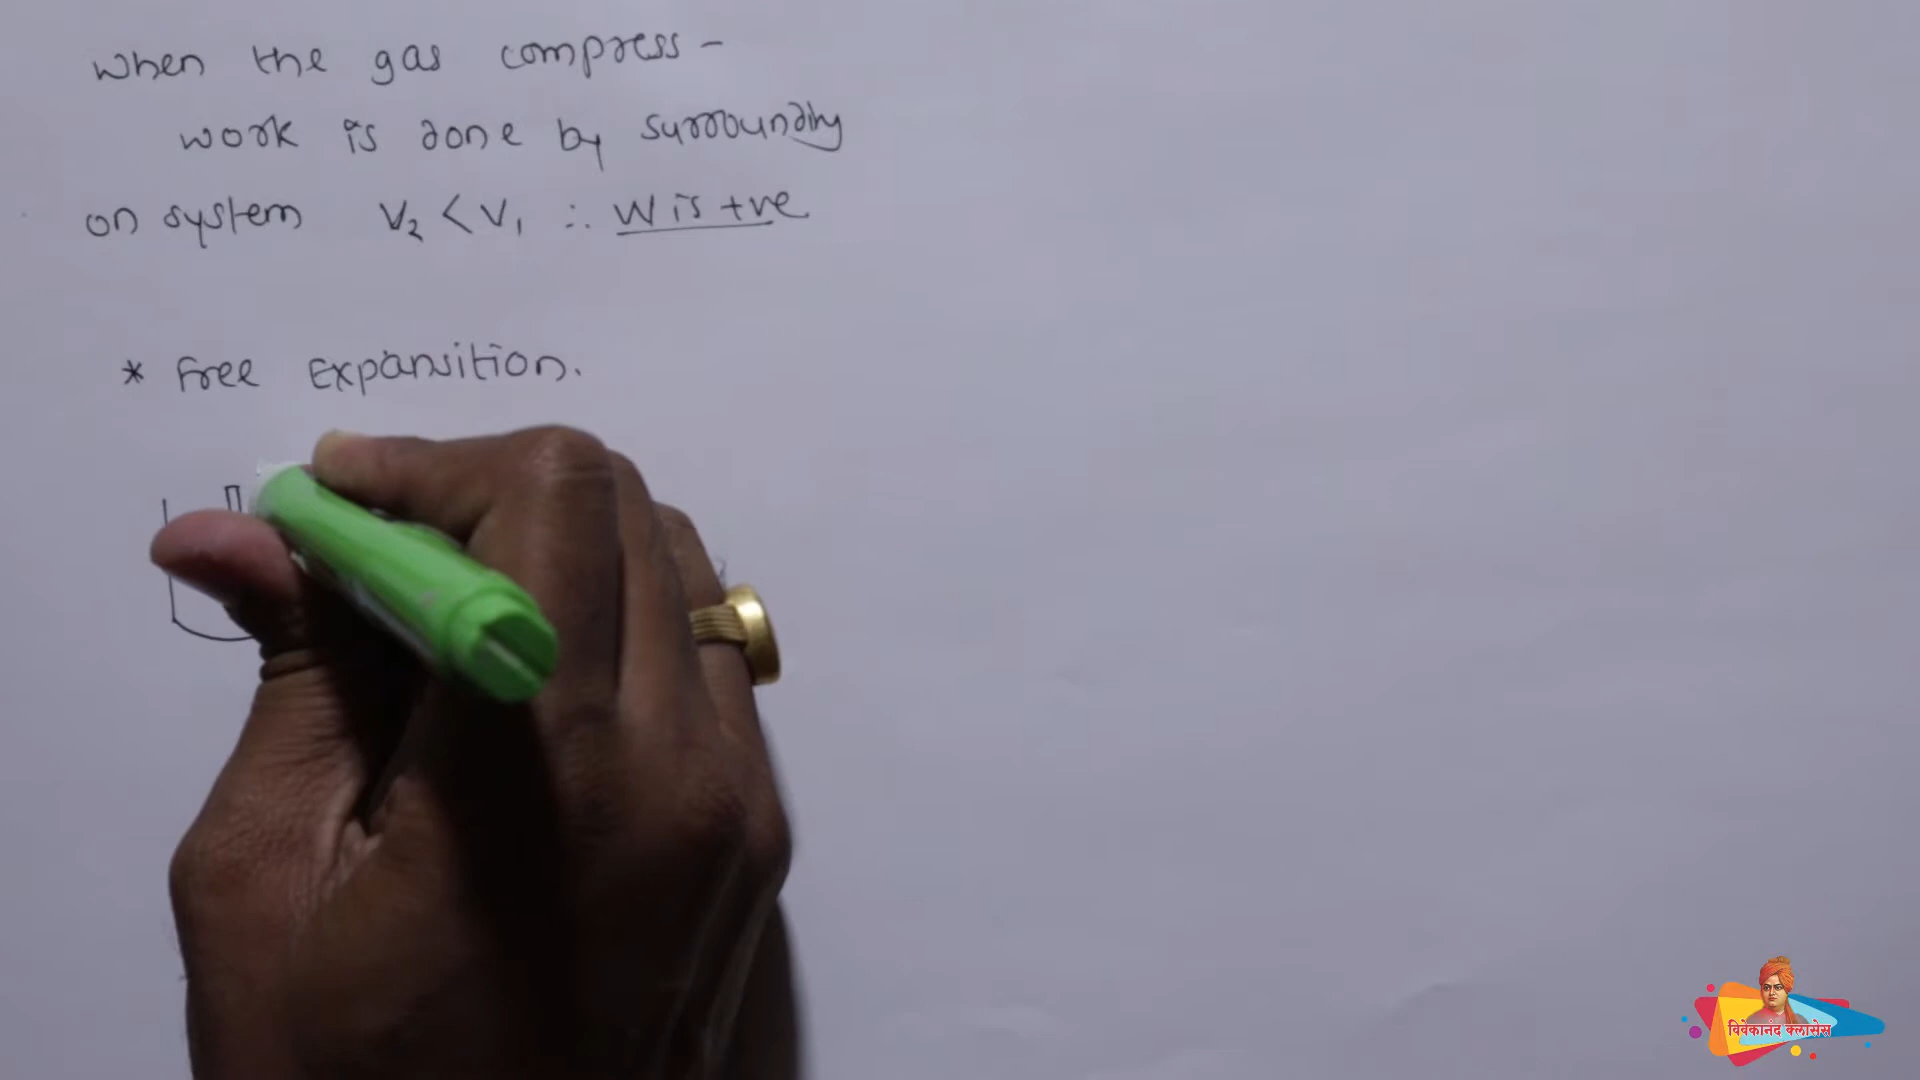 when the gas compress -
work is done by surrounding
on system V₂ < V₁ ∴ W is +ve
* Free Expansition.
विवेकानंद क्लासेस